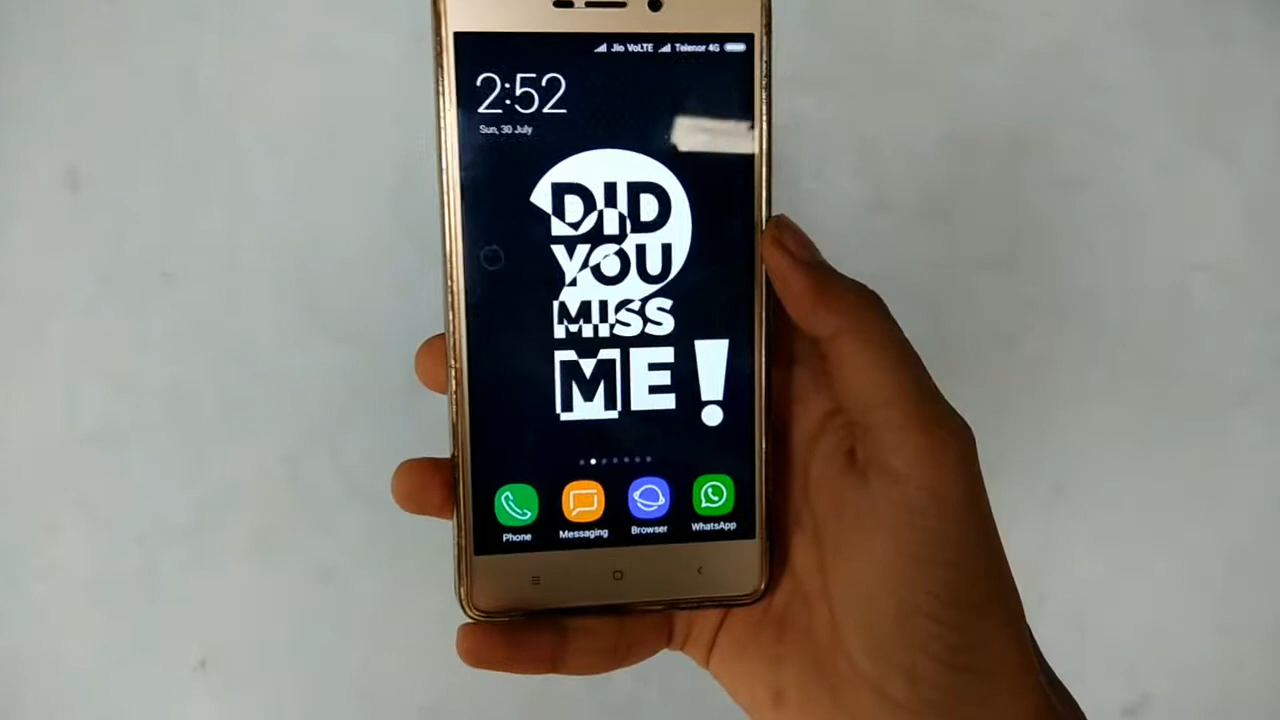 Jio VoLTE Telenor 4G
2:52
Sun, 30 July
DID
YOU
MISS
ME!
Phone Messaging Browser WhatsApp